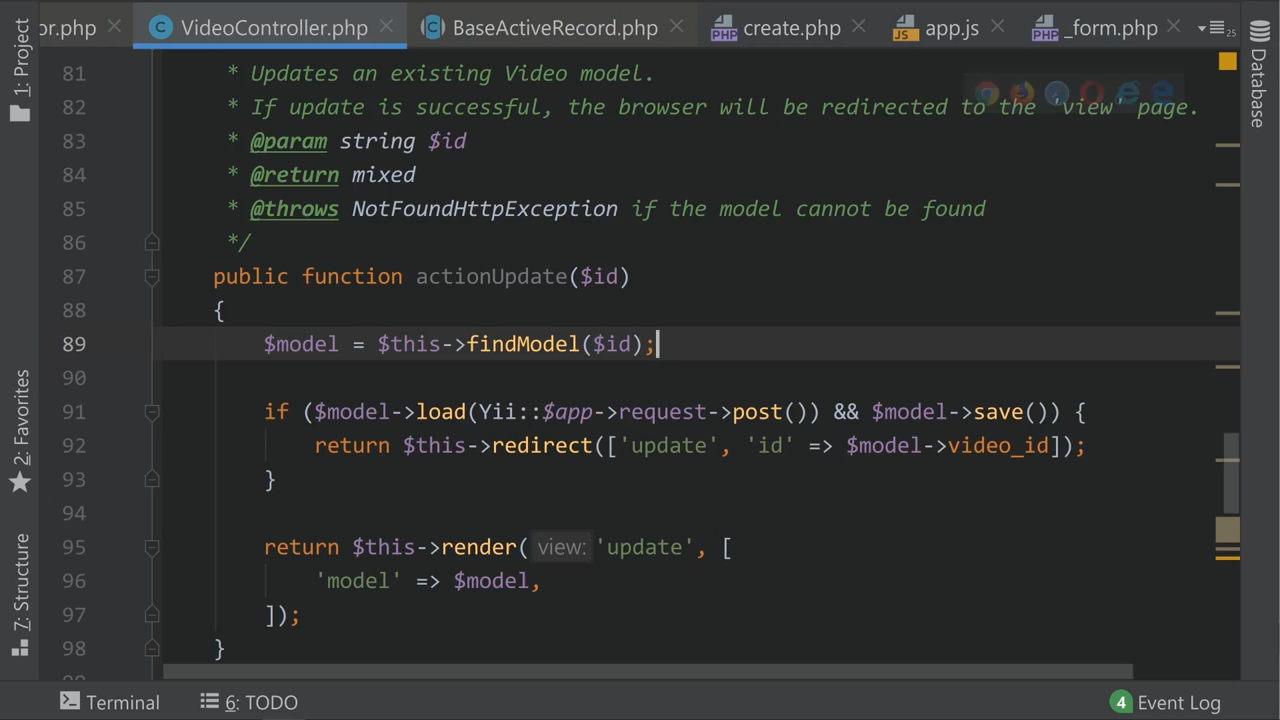 or.php
VideoController.php
BaseActiveRecord.php
create.php
app.js
_form.php
25
1: Project
2: Favorites
7: Structure
Database
81 * Updates an existing Video model.
82 * If update is successful, the browser will be redirected to the 'view' page.
83 * @param string $id
84 * @return mixed
85 * @throws NotFoundHttpException if the model cannot be found
86 */
87 public function actionUpdate($id)
88 {
89 $model = $this->findModel($id);
90
91 if ($model->load(Yii::$app->request->post()) && $model->save()) {
92 return $this->redirect(['update', 'id' => $model->video_id]);
93 }
94
95 return $this->render( view: 'update', [
96 'model' => $model,
97 ]);
98 }
Terminal
6: TODO
4 Event Log